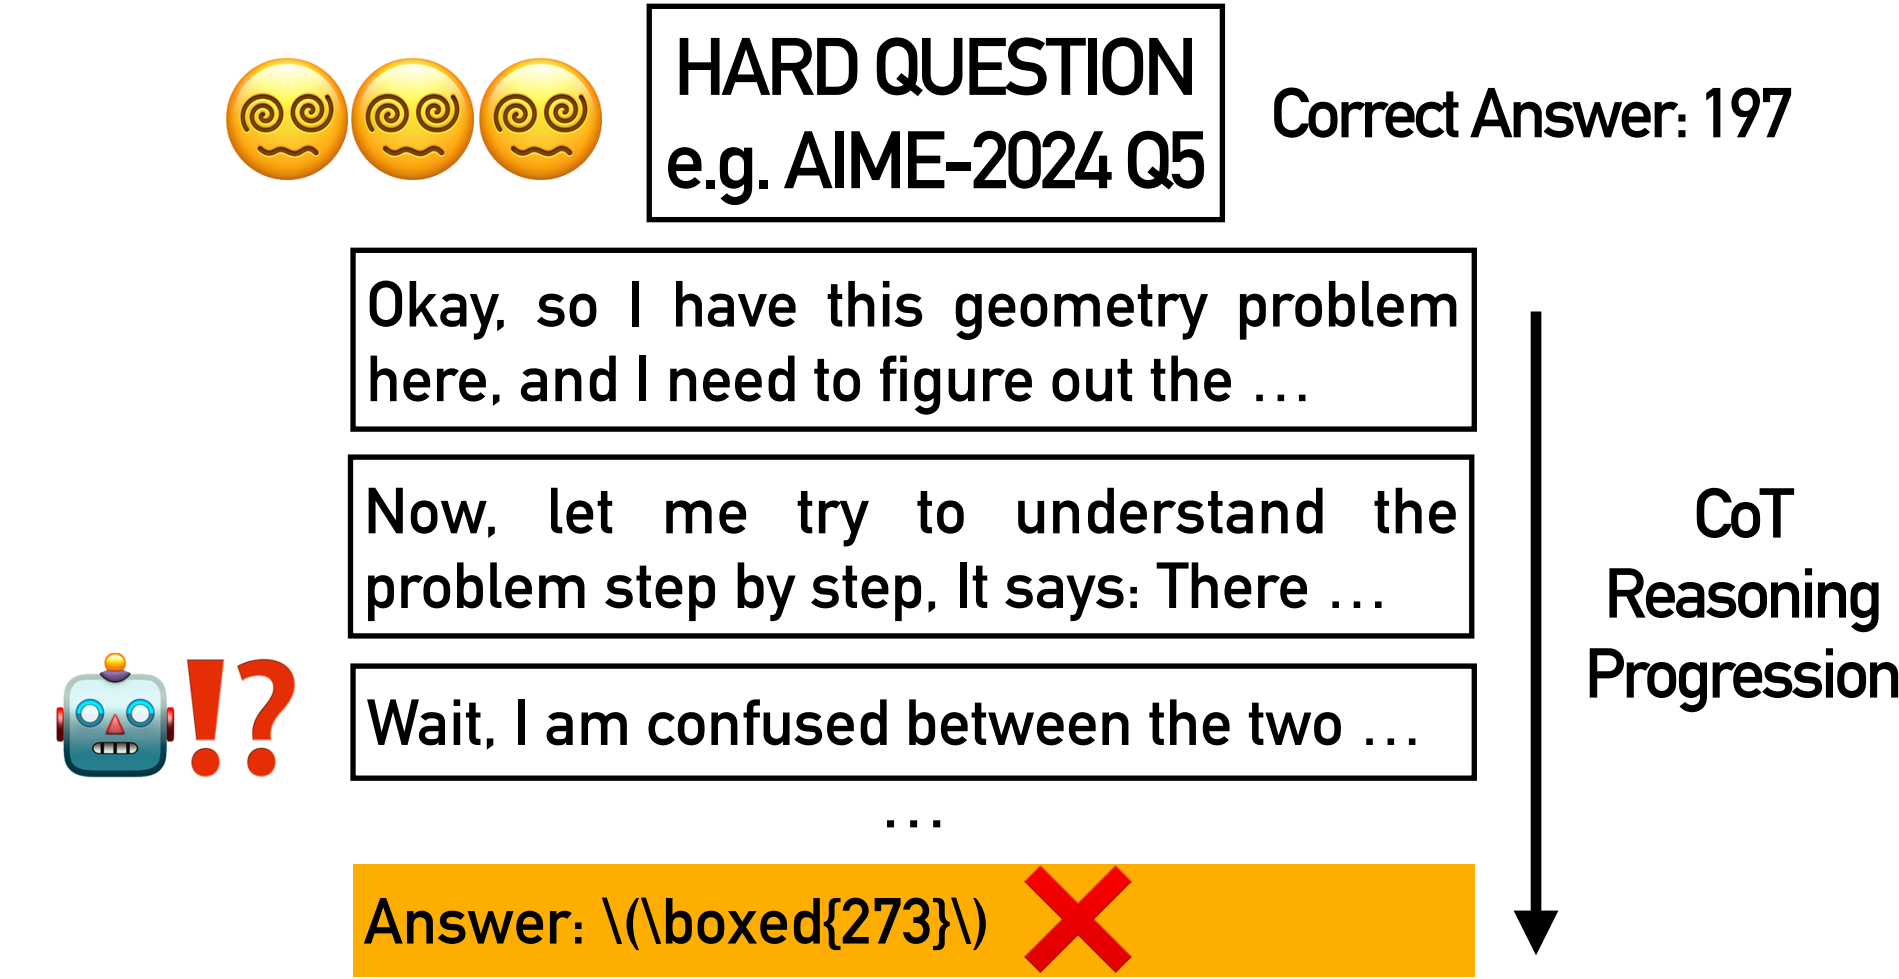 HARD QUESTION
e.g. AIME-2024 Q5
Correct Answer: 197
Okay, so I have this geometry problem
here, and I need to figure out the ...
Now, let me try to understand the
problem step by step, It says: There ...
Wait, I am confused between the two ...
...
Answer: \(\boxed{273}\)
CoT
Reasoning
Progression